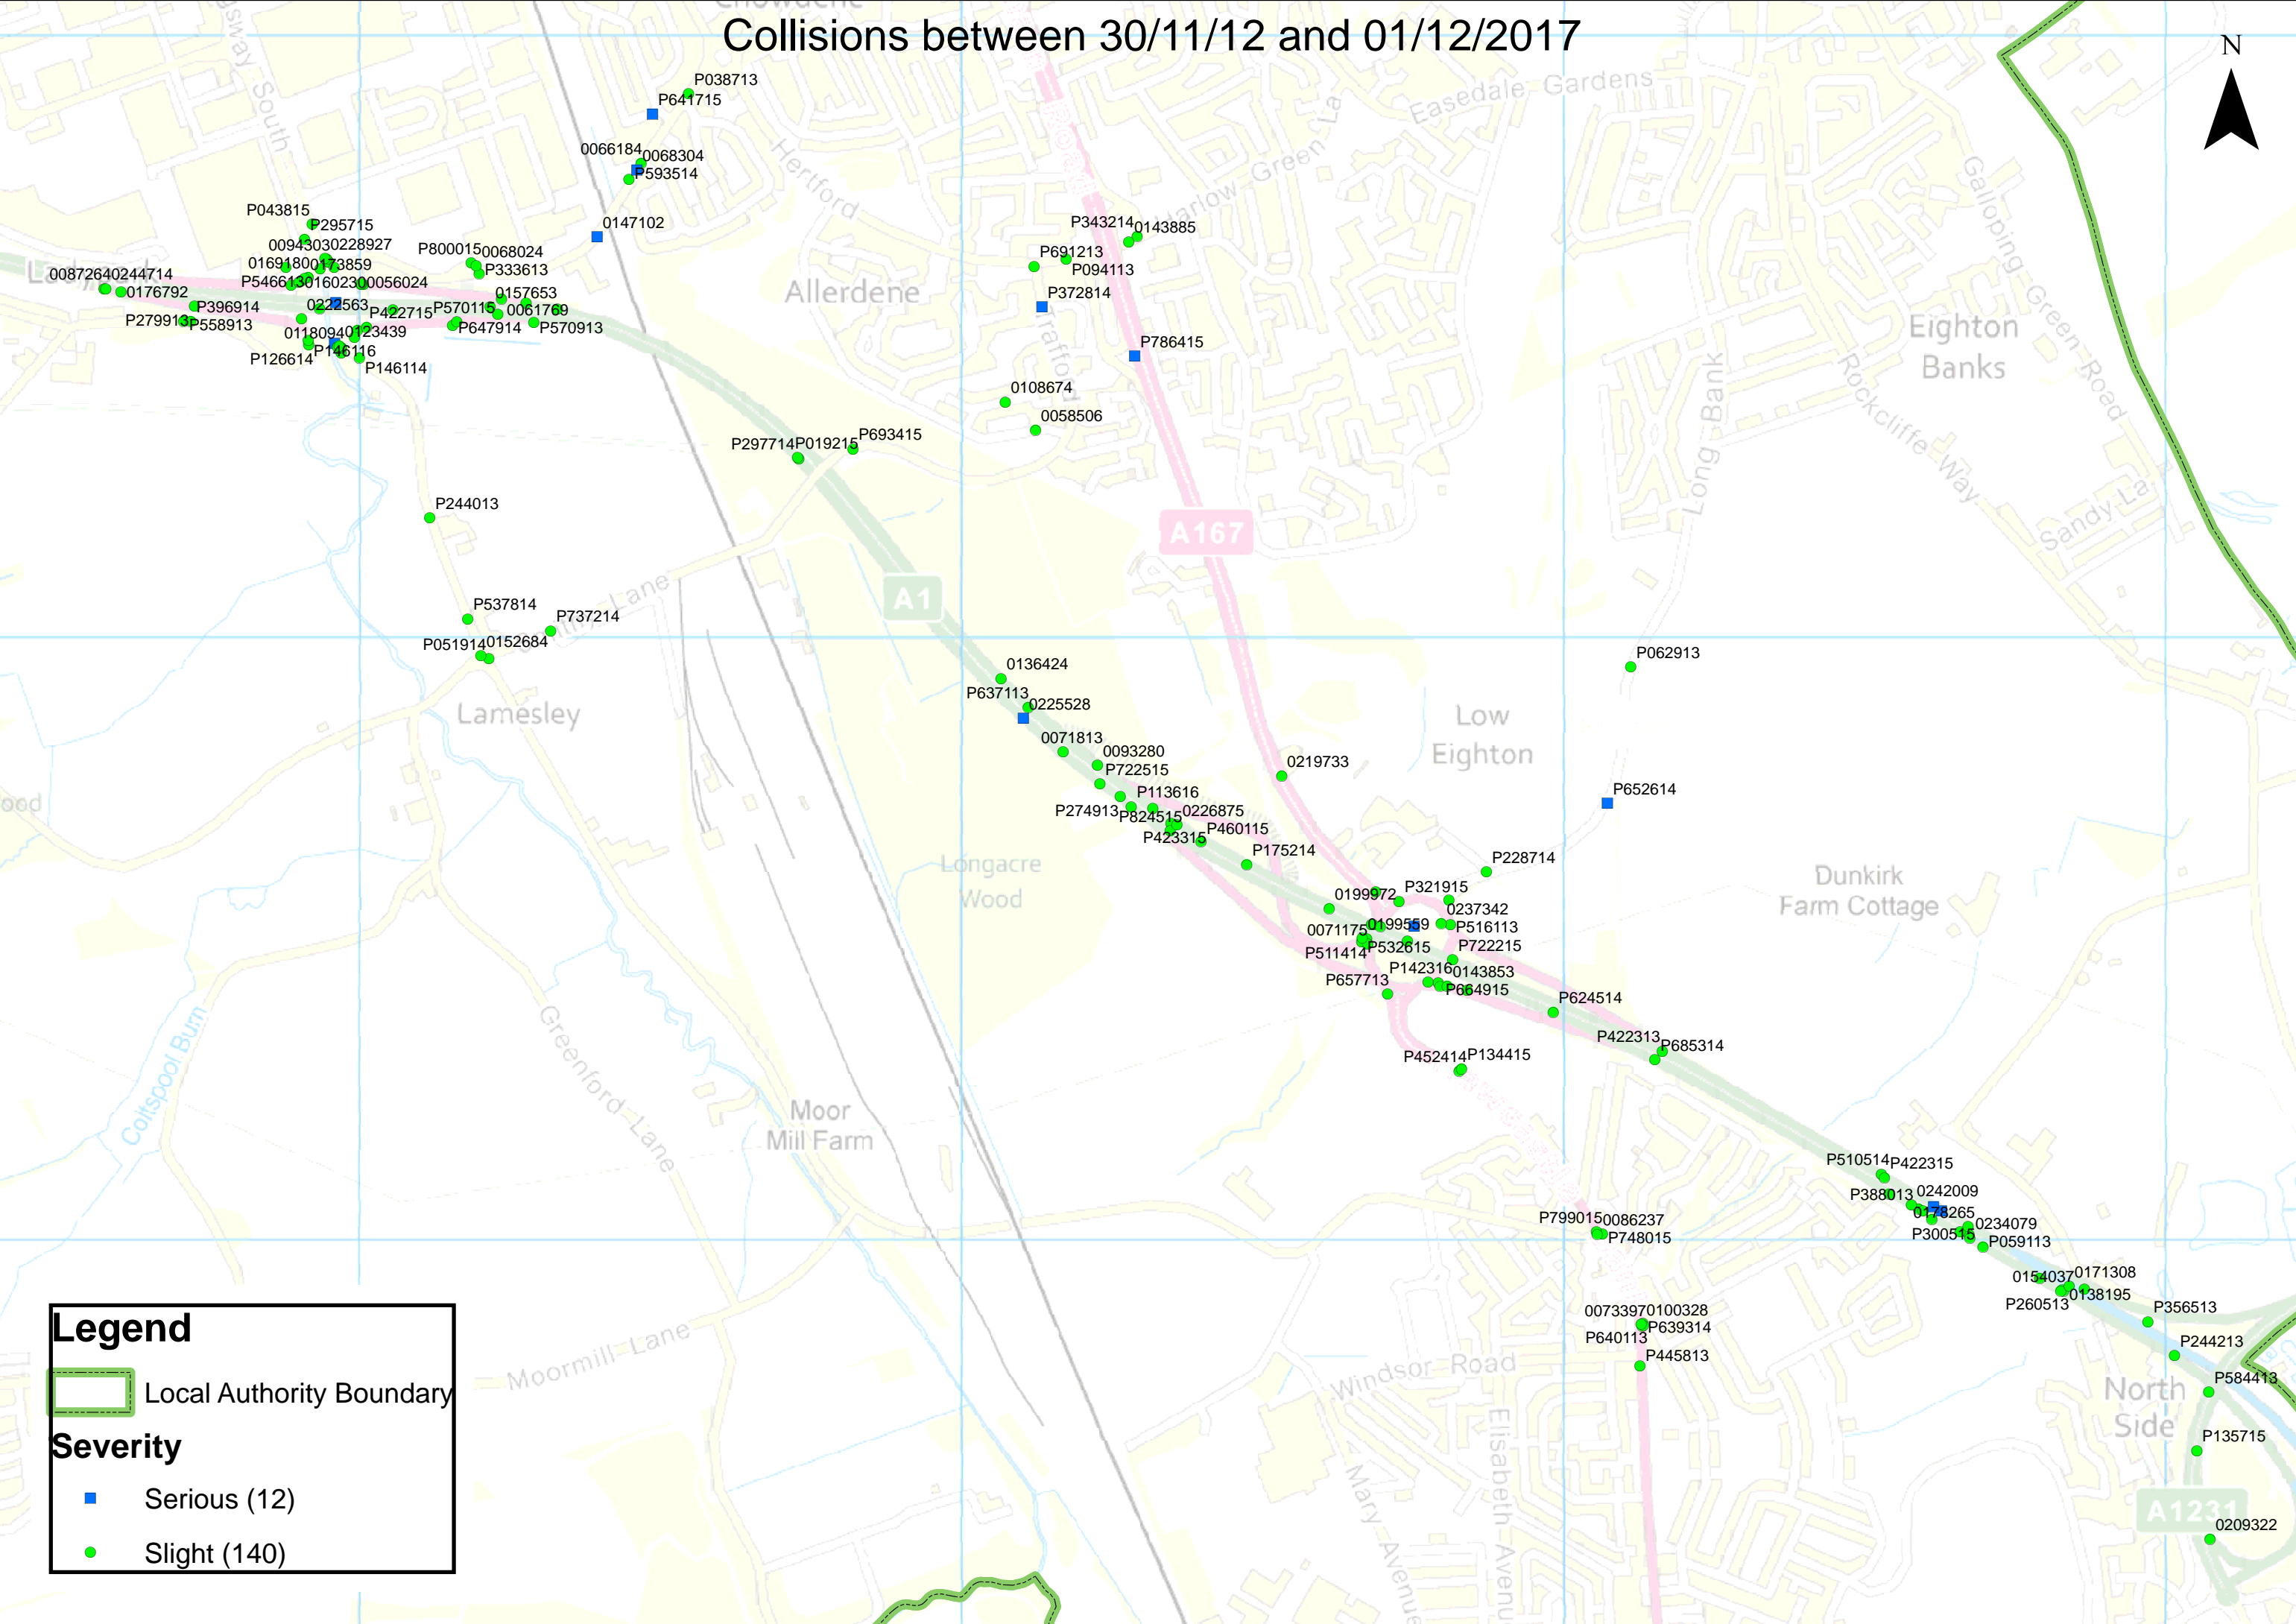 Collisions between 30/11/12 and 01/12/2017
N
Easedale Gardens
P038713
P641715
0066184
0068304
P593514
Hertford
Harlow Green La
0147102
P043815
P295715
0094303
0228927
P800015
0068024
P333613
P343214
0143885
P691213
P094113
P372814
Allerdene
P786415
Galloping Green Road
Eighton
Banks
Rockcliffe Way
Long Bank
Sandy La
0087264
0244714
0176792
0169180
0173859
P546613
0160230
0056024
P396914
P279913
P558913
0222563
P422715
P570115
0157653
0061769
P647914
P570913
0118094
0123439
P126614
P146116
P146114
0108674
0058506
P297714
P019215
P693415
P244013
A167
A1
P537814
P737214
P051914
0152684
Lamesley
0136424
P637113
0225528
P062913
Low
Eighton
0071813
0093280
P722515
0219733
P652614
P113616
P274913
P824515
0226875
P423315
P460115
P175214
P228714
Longacre
Wood
Dunkirk
Farm Cottage
0199972
P321915
0237342
0071175
0199559
P516113
P511414
P532615
P722215
P657713
P142316
0143853
P664915
P624514
P422313
P685314
P452414
P134415
Coltspool Burn
Greenford Lane
Moor
Mill Farm
P510514
P422315
P388013
0242009
0178265
0234079
P300515
P059113
P799015
0086237
P748015
0154037
0171308
0138195
P260513
P356513
0073397
0100328
P639314
P640113
P445813
P244213
P584413
P135715
North
Side
A1231
0209322
Moormill Lane
Windsor Road
Mary Avenue
Elisabeth Avenu
Legend
Local Authority Boundary
Severity
Serious (12)
Slight (140)